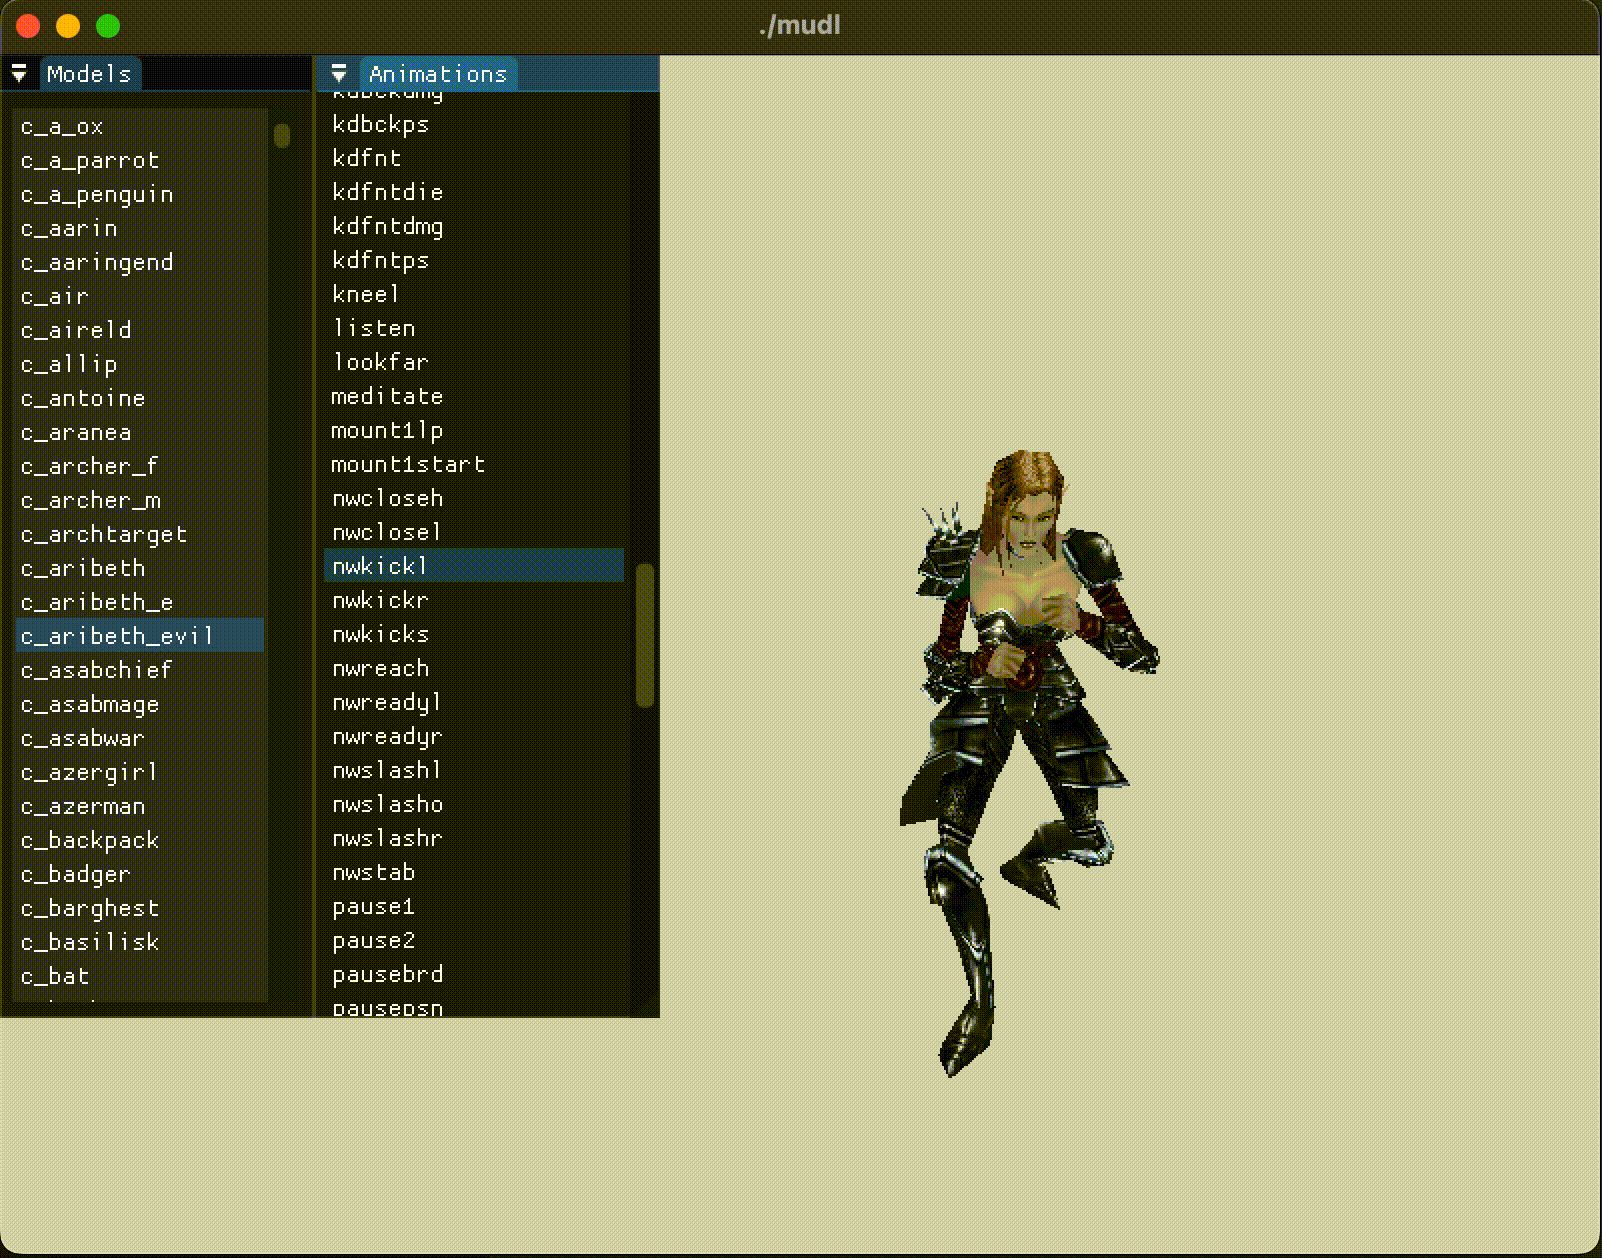 ./mudl
Models
c_a_ox
c_a_parrot
c_a_penguin
c_aarin
c_aaringend
c_air
c_aireld
c_allip
c_antoine
c_aranea
c_archer_f
c_archer_m
c_archtarget
c_aribeth
c_aribeth_e
c_aribeth_evil
c_asabchief
c_asabmage
c_asabwar
c_azergirl
c_azerman
c_backpack
c_badger
c_barghest
c_basilisk
c_bat
Animations
kdbckdmg
kdbckps
kdfnt
kdfntdie
kdfntdmg
kdfntps
kneel
listen
lookfar
meditate
mount1lp
mount1start
nwcloseh
nwclosel
nwkickl
nwkickr
nwkicks
nwreach
nwreadyl
nwreadyr
nwslashl
nwslasho
nwslashr
nwstab
pause1
pause2
pausebrd
pausepsn